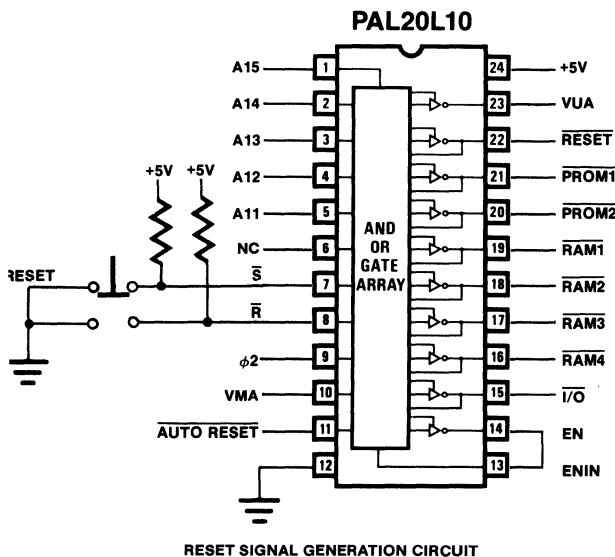 PAL20L10
A15 1 24 +5V
A14 2 23 VUA
A13 3 22 RESET
+5V +5V A12 4 21 PROM1
A11 5 20 PROM2
AND
OR
GATE
ARRAY
NC 6 19 RAM1
RESET S 7 18 RAM2
R 8 17 RAM3
φ2 9 16 RAM4
VMA 10 15 I/O
AUTO RESET 11 14 EN
12 13 ENIN
RESET SIGNAL GENERATION CIRCUIT